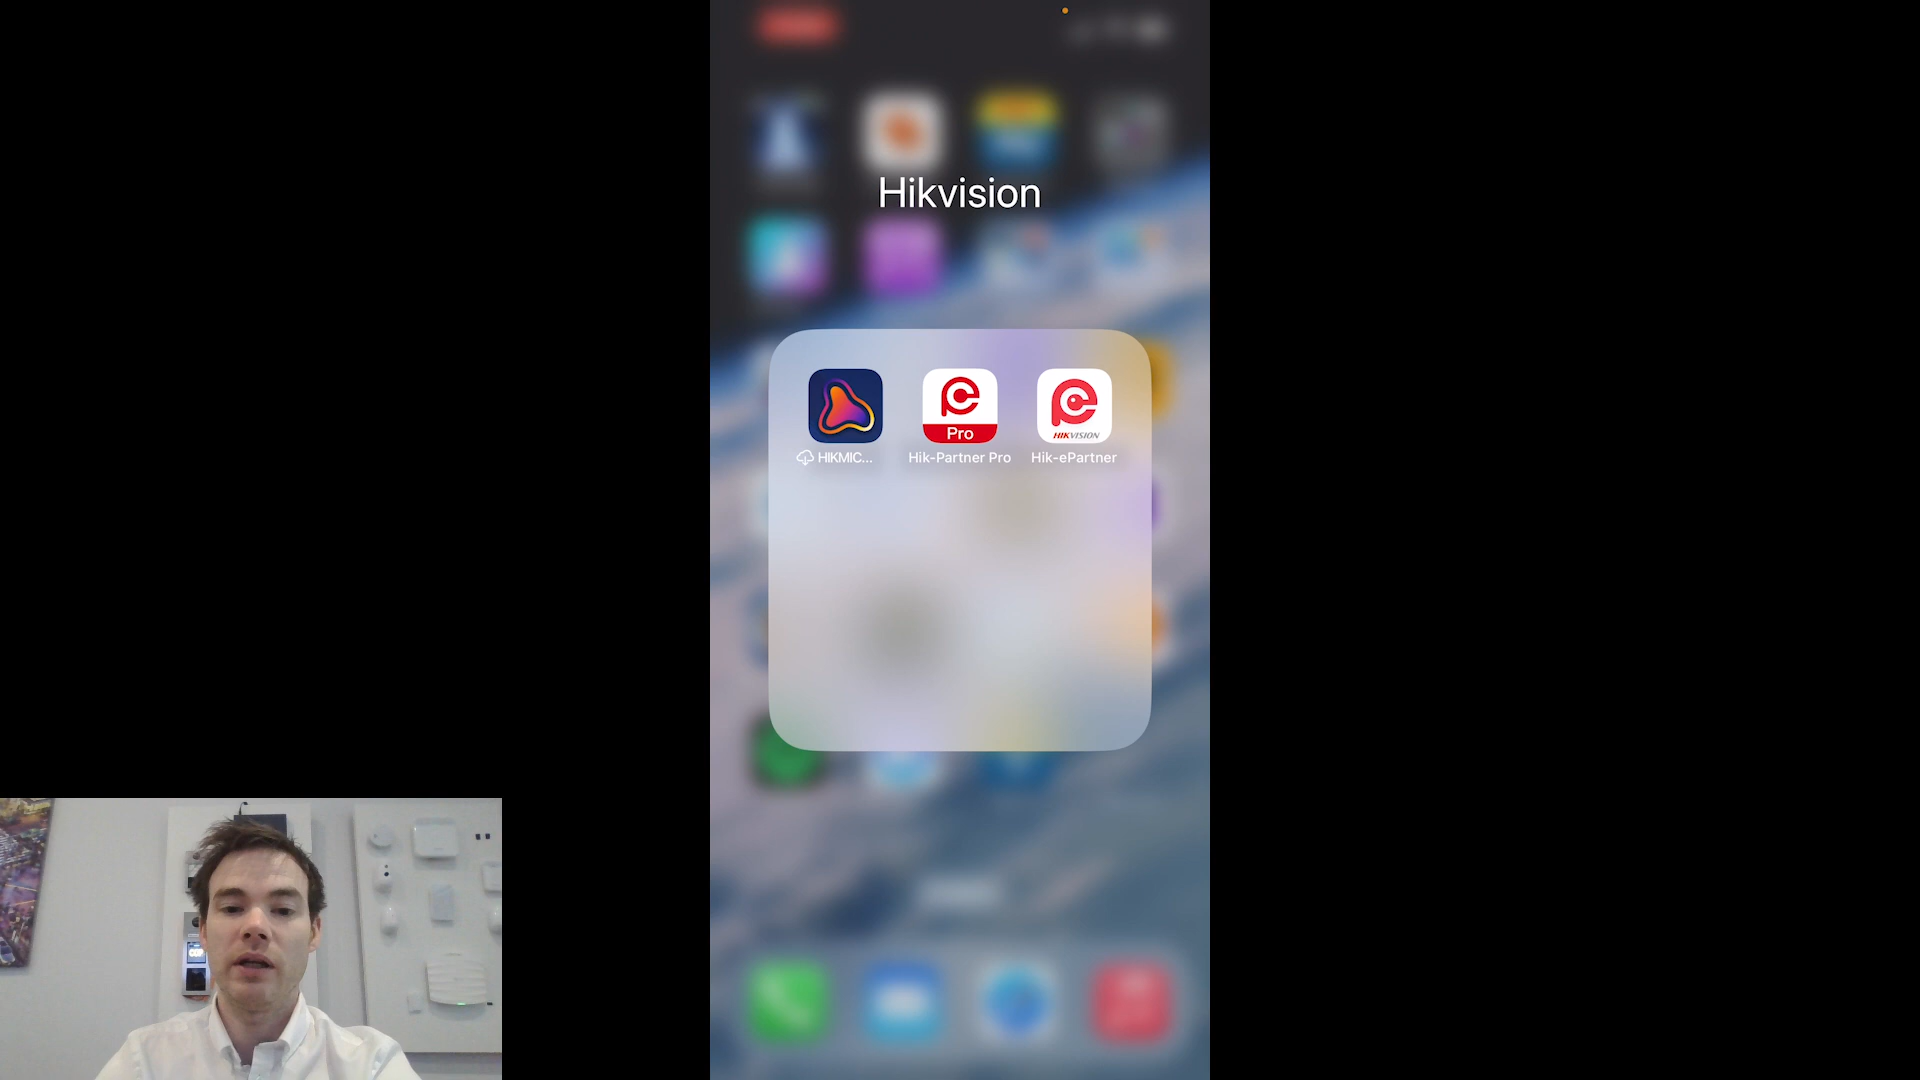 Hikvision
Pro
HIKVISION
HIKMIC...
Hik-Partner Pro
Hik-ePartner